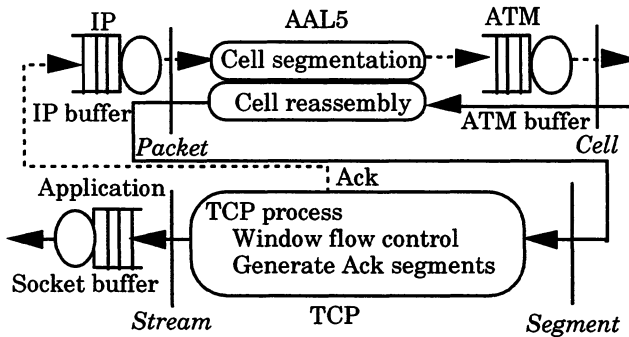 IP
AAL5
ATM
Cell segmentation
Cell reassembly
IP buffer
ATM buffer
Packet
Cell
Ack
Application
TCP process
Window flow control
Generate Ack segments
Socket buffer
Stream
TCP
Segment